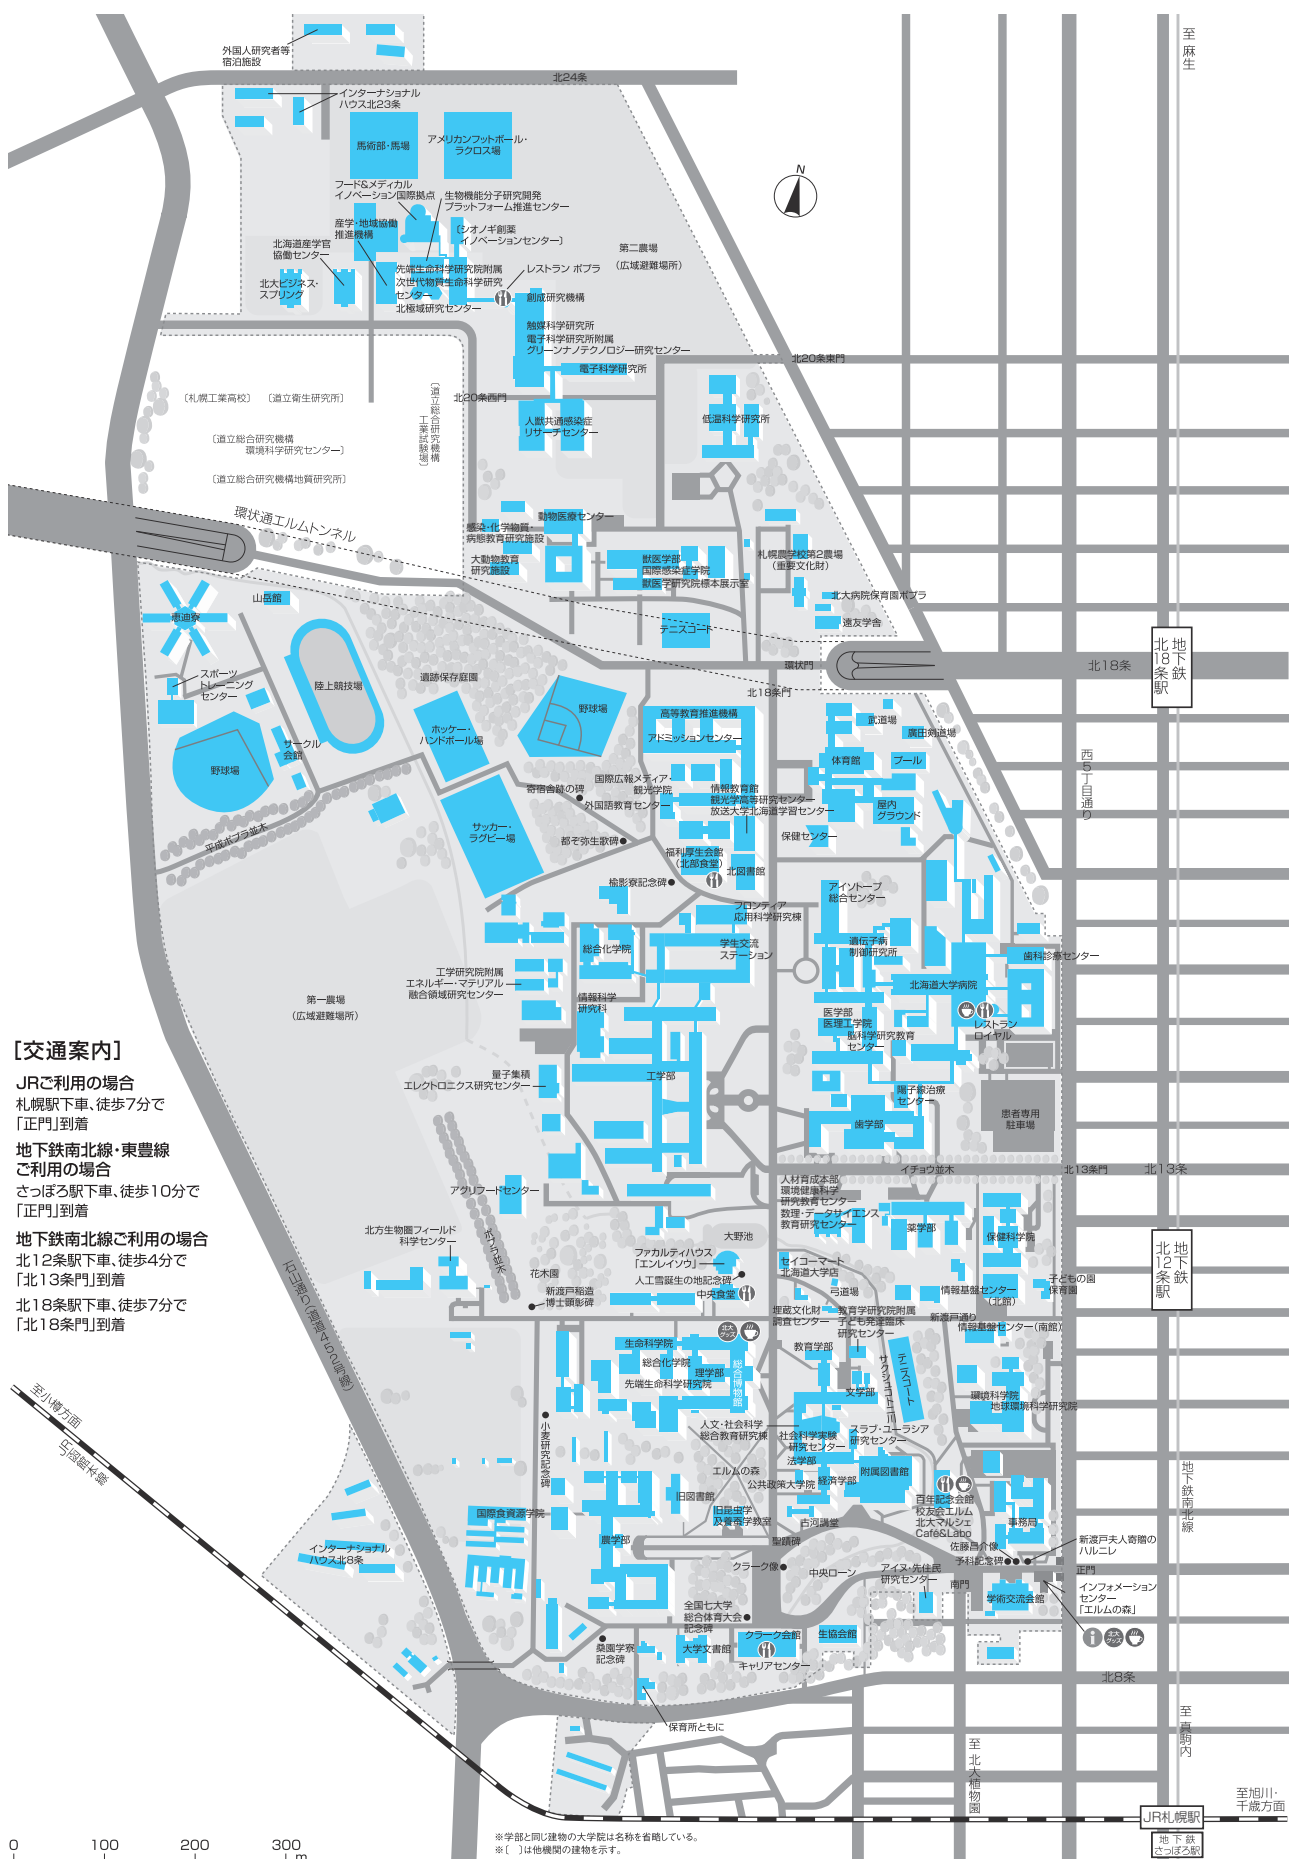 外国人研究者等
宿泊施設
至 麻生
北24条
インターナショナル
ハウス北23条
馬術部・馬場
アメリカンフットボール・
ラクロス場
N
フード&メディカル
イノベーション国際拠点
生物機能分子研究開発
プラットフォーム推進センター
産学・地域協働
推進機構
〔シオノギ創薬
イノベーションセンター〕
北海道産学官
協働センター
第二農場
（広域避難場所）
先端生命科学研究院附属
次世代物質生命科学研究
センター
レストラン ポプラ
北大ビジネス・
スプリング
創成研究機構
北極域研究センター
触媒科学研究所
電子科学研究所附属
グリーンナノテクノロジー研究センター
北20条東門
電子科学研究所
〔札幌工業高校〕
〔道立衛生研究所〕
〔道立総合研究機構
工業試験場〕
北20条西門
人獣共通感染症
リサーチセンター
低温科学研究所
〔道立総合研究機構
環境科学研究センター〕
〔道立総合研究機構地質研究所〕
環状通エルムトンネル
動物医療センター
感染・化学物質・
病態教育研究施設
大動物教育
研究施設
獣医学部
国際感染症学院
獣医学研究院標本展示室
札幌農学校第2農場
（重要文化財）
北大病院保育園ポプラ
遠友学舎
山岳館
恵迪寮
テニスコート
環状門
北18条
地下鉄
北18条駅
スポーツ
トレーニング
センター
陸上競技場
遺跡保存庭園
北18条門
野球場
ホッケー・
ハンドボール場
高等教育推進機構
アドミッションセンター
武道場
廣田剣道場
サークル
会館
野球場
体育館
プール
西5丁目通り
国際広報メディア・
観光学院
寄宿舎跡の碑
外国語教育センター
情報教育館
観光学高等研究センター
放送大学北海道学習センター
屋内
グラウンド
サッカー・
ラグビー場
平成ポプラ並木
都ぞ弥生歌碑
保健センター
福利厚生会館
（北部食堂）
北図書館
楡影寮記念碑
アイソトープ
総合センター
フロンティア
応用科学研究棟
総合化学院
学生交流
ステーション
遺伝子病
制御研究所
歯科診療センター
工学研究院附属
エネルギー・マテリアル
融合領域研究センター
北海道大学病院
第一農場
（広域避難場所）
情報科学
研究科
医学部
医理工学院
脳科学研究教育
センター
レストラン
ロイヤル
［交通案内］
JRご利用の場合
札幌駅下車、徒歩7分で
「正門」到着
地下鉄南北線・東豊線
ご利用の場合
さっぽろ駅下車、徒歩10分で
「正門」到着
地下鉄南北線ご利用の場合
北12条駅下車、徒歩4分で
「北13条門」到着
北18条駅下車、徒歩7分で
「北18条門」到着
量子集積
エレクトロニクス研究センター
工学部
陽子線治療
センター
患者専用
駐車場
歯学部
イチョウ並木
北13条門
北13条
アグリフードセンター
人材育成本部
環境健康科学
研究教育センター
数理・データサイエンス
教育研究センター
薬学部
保健科学院
北方生物圏フィールド
科学センター
ポプラ並木
大野池
ファカルティハウス
「エンレイソウ」
セイコーマート
北海道大学店
地下鉄
北12条駅
花木園
人工雪誕生の地記念碑
中央食堂
弓道場
情報基盤センター
（北館）
子どもの園
保育園
新渡戸稲造
博士顕彰碑
埋蔵文化財
調査センター
教育学研究院附属
子ども発達臨床
研究センター
新渡戸通り
情報基盤センター（南館）
石山通り（道道452号線）
北大
グッズ
生命科学院
総合化学院
理学部
先端生命科学研究院
総合博物館
教育学部
サクシュコトニ川
テニスコート
文学部
環境科学院
地球環境科学研究院
至小樽方面
JR函館本線
小麦研究記念碑
人文・社会科学
総合教育研究棟
社会科学実験
研究センター
スラブ・ユーラシア
研究センター
法学部
エルムの森
公共政策大学院
経済学部
附属図書館
地下鉄南北線
国際食資源学院
旧図書館
旧昆虫学
及養蚕学教室
古河講堂
百年記念会館
校友会エルム
北大マルシェ
Café&Labo
事務局
インターナショナル
ハウス北8条
農学部
聖蹟碑
佐藤昌介像
予科記念碑
新渡戸夫人寄贈の
ハルニレ
クラーク像
中央ローン
アイヌ・先住民
研究センター
南門
正門
学術交流会館
インフォメーション
センター
「エルムの森」
全国七大学
総合体育大会
記念碑
北大
グッズ
桑園学寮
記念碑
大学文書館
クラーク会館
生協会館
キャリアセンター
北8条
保育所ともに
至 真駒内
至 北大植物園
至旭川・
千歳方面
JR札幌駅
地下鉄
さっぽろ駅
※学部と同じ建物の大学院は名称を省略している。
※〔　〕は他機関の建物を示す。
0 100 200 300
m